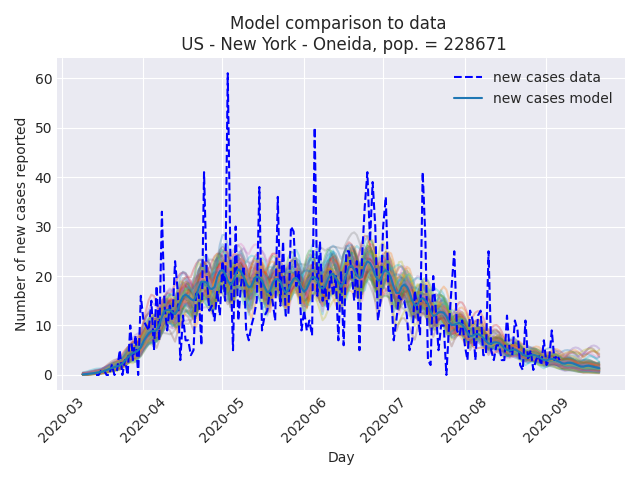 Model comparison to data
US - New York - Oneida, pop. = 228671
new cases data
new cases model
Number of new cases reported
60
50
40
30
20
10
0
2020-03
2020-04
2020-05
2020-06
2020-07
2020-08
2020-09
Day